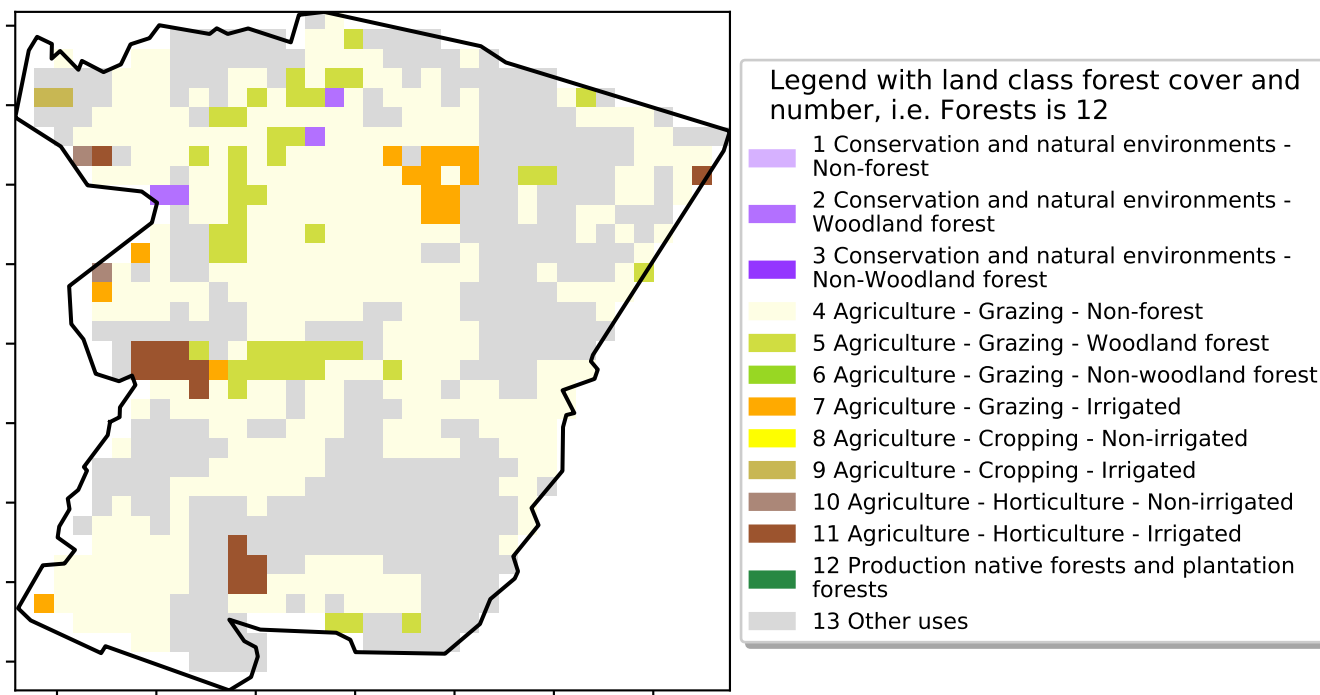 Legend with land class forest cover and
number, i.e. Forests is 12
1 Conservation and natural environments -
Non-forest
2 Conservation and natural environments -
Woodland forest
3 Conservation and natural environments -
Non-Woodland forest
4 Agriculture - Grazing - Non-forest
5 Agriculture - Grazing - Woodland forest
6 Agriculture - Grazing - Non-woodland forest
7 Agriculture - Grazing - Irrigated
8 Agriculture - Cropping - Non-irrigated
9 Agriculture - Cropping - Irrigated
10 Agriculture - Horticulture - Non-irrigated
11 Agriculture - Horticulture - Irrigated
12 Production native forests and plantation
forests
13 Other uses